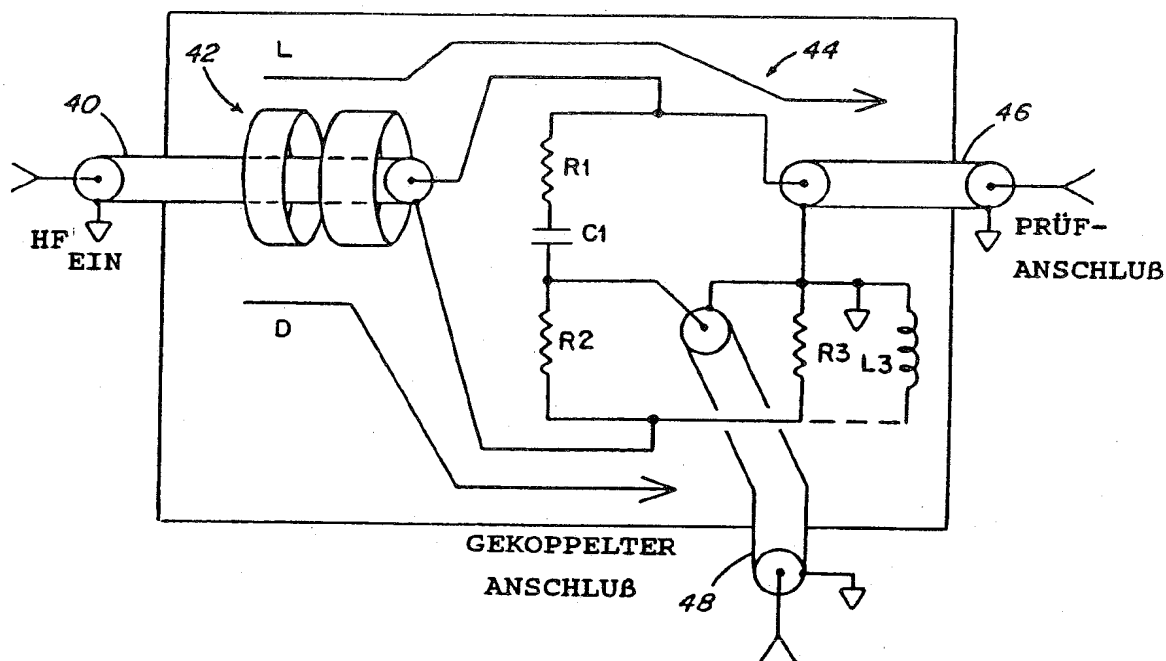 42
L
44
40
46
R1
C1
HF EIN
PRÜF-
ANSCHLUß
D
R2
R3
L3
GEKOPPELTER
ANSCHLUß
48